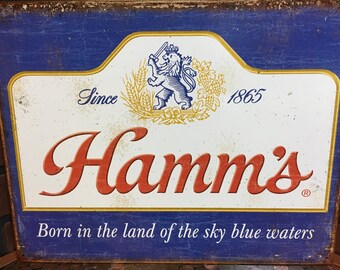 Since 1865
Hamm's®
Born in the land of the sky blue waters